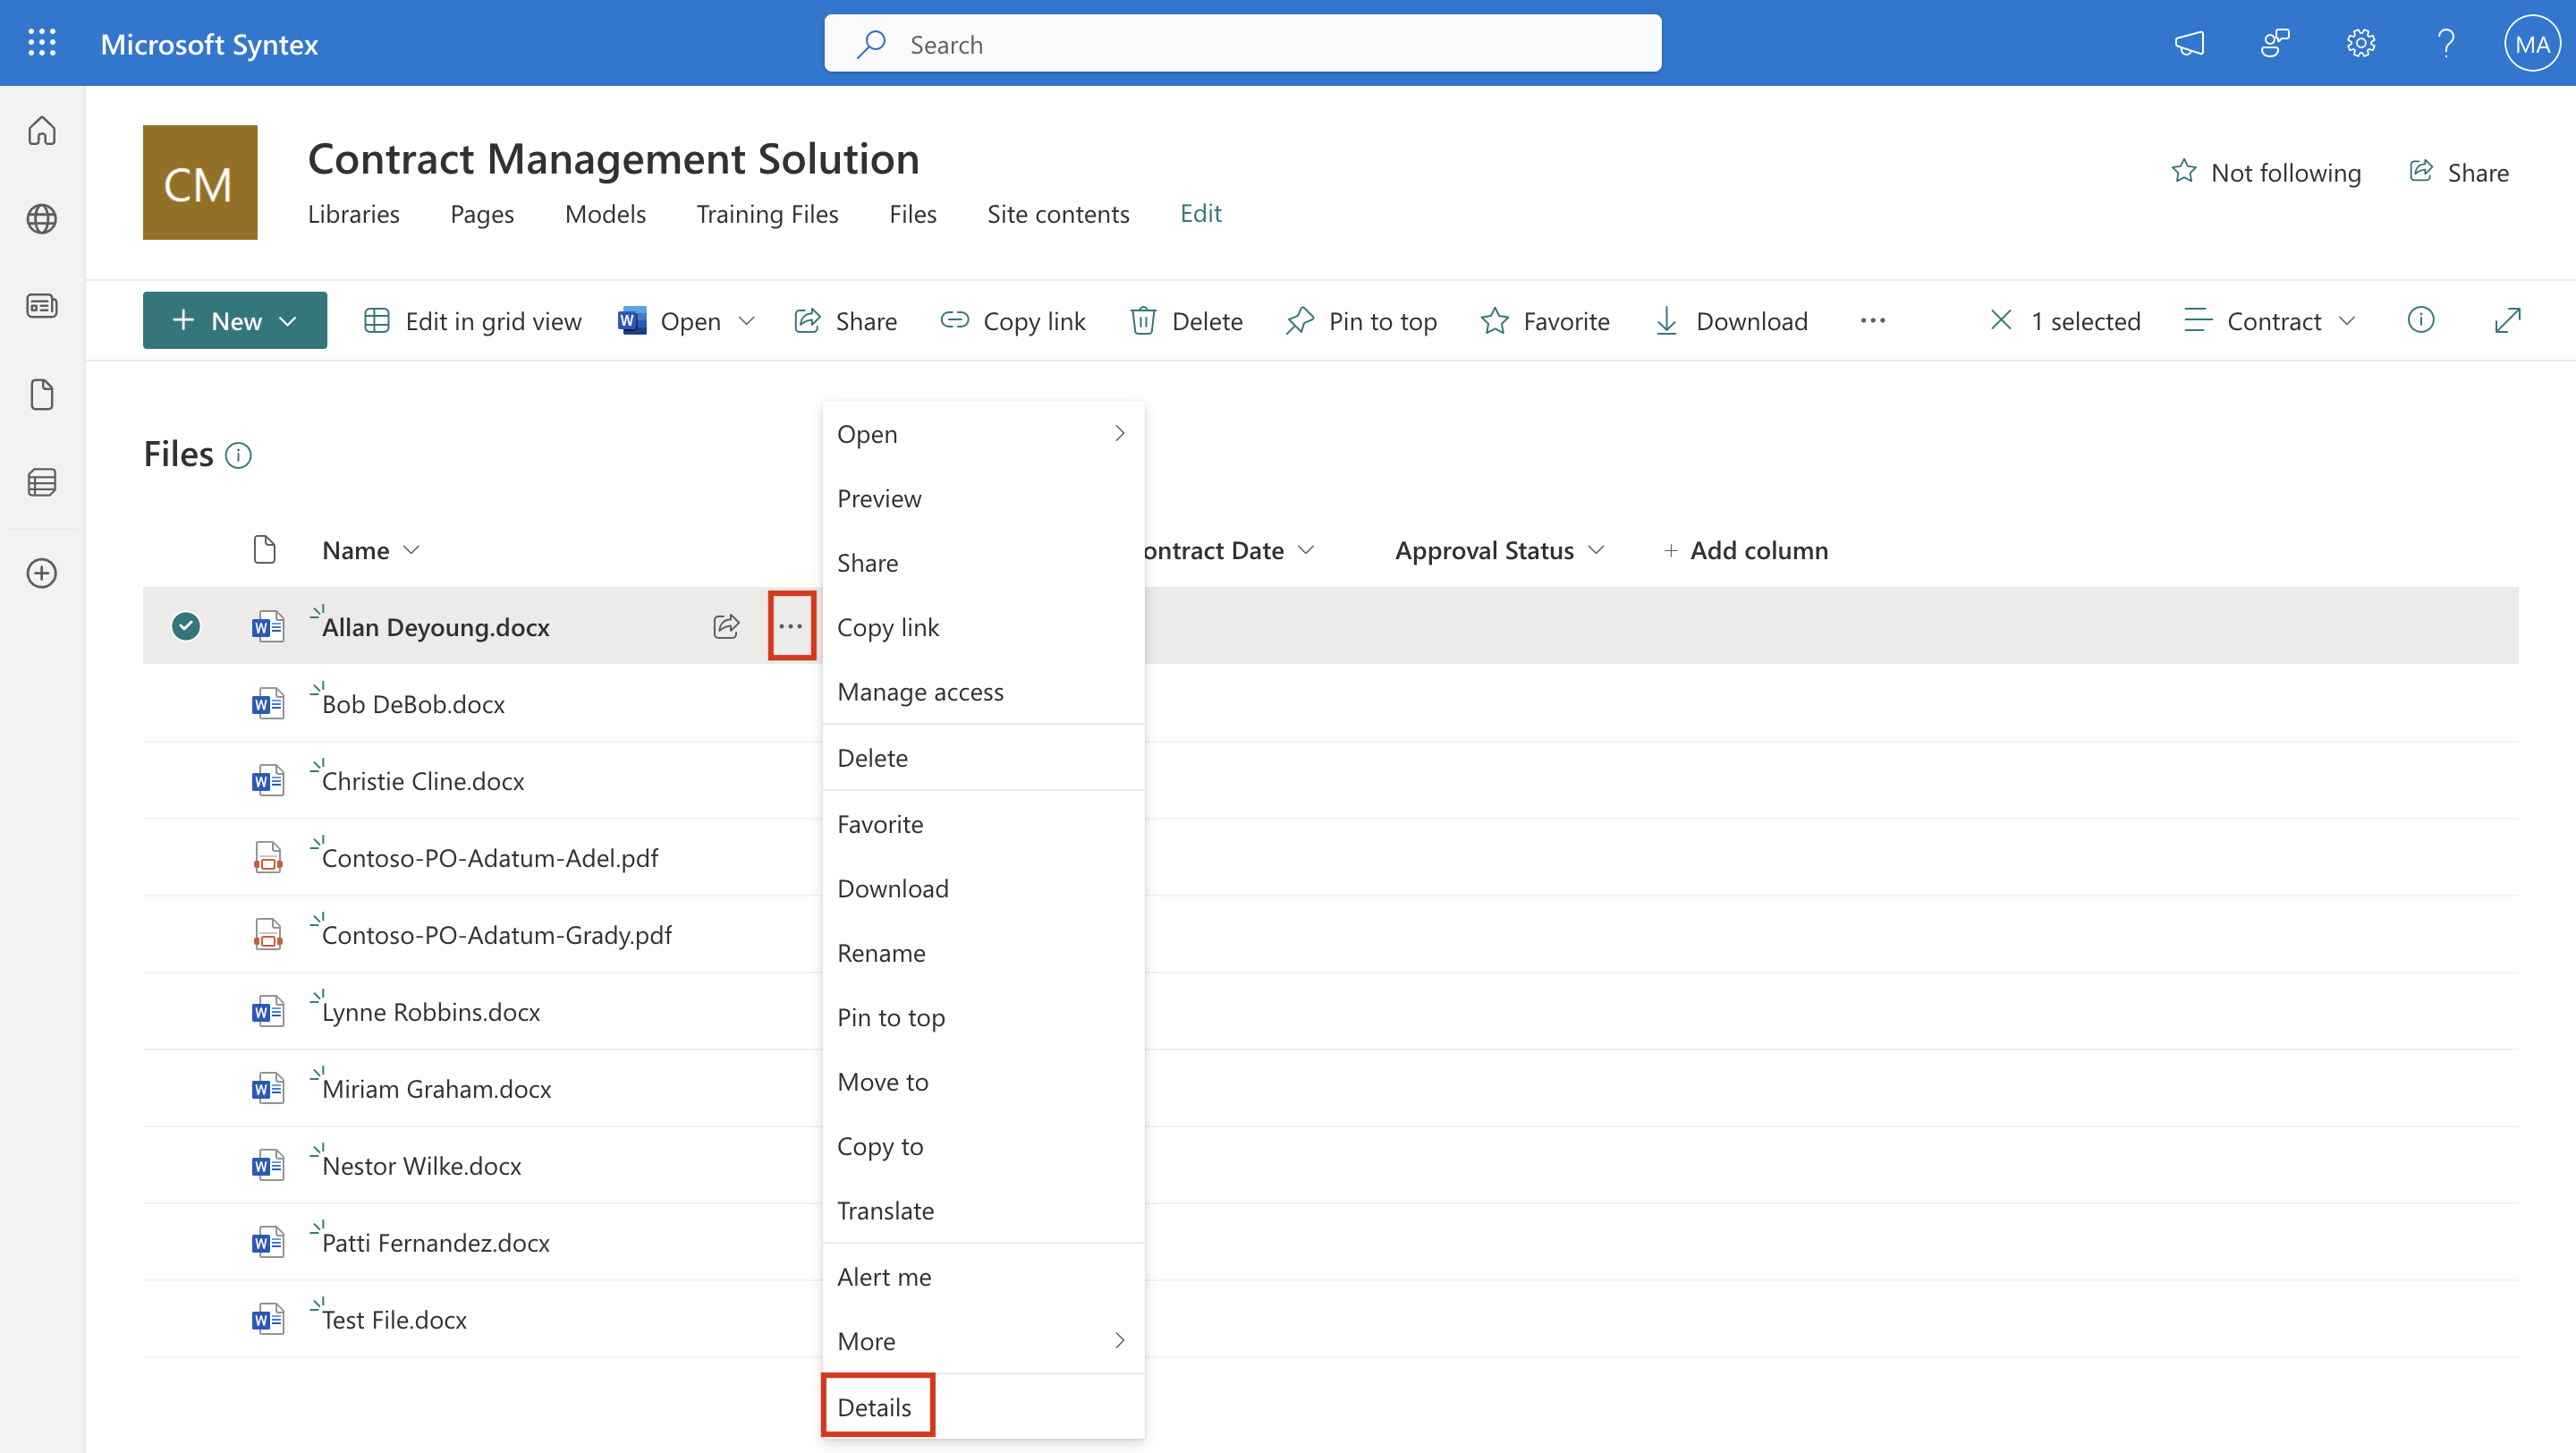 Microsoft Syntex
Search
MA
CM
Contract Management Solution
Not following
Share
Libraries Pages Models Training Files Files Site contents Edit
+ New Edit in grid view Open Share Copy link Delete Pin to top Favorite Download ··· 1 selected Contract
Files
Name
ontract Date Approval Status + Add column
Allan Deyoung.docx
Bob DeBob.docx
Christie Cline.docx
Contoso-PO-Adatum-Adel.pdf
Contoso-PO-Adatum-Grady.pdf
Lynne Robbins.docx
Miriam Graham.docx
Nestor Wilke.docx
Patti Fernandez.docx
Test File.docx
Open
Preview
Share
Copy link
Manage access
Delete
Favorite
Download
Rename
Pin to top
Move to
Copy to
Translate
Alert me
More
Details